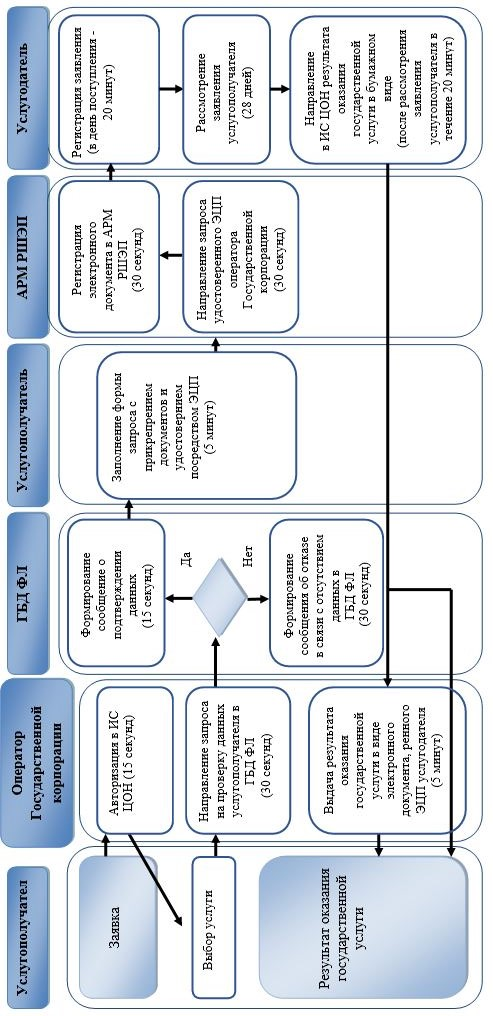 Услугополучател
Заявка
Выбор услуги
Результат оказания
государственной
услуги
Оператор
Государственной
корпорации
Авторизация в ИС
ЦОН (15 секунд)
Направление запроса
на проверку данных
услугополучателя в
ГБД ФЛ
(30 секунд)
Выдача результата
оказания
государственной
услуги в виде
электронного
документа, ренного
ЭЦП услугодателя
(5 минут)
ГБД ФЛ
Формирование
сообщение о
подтверждении
данных
(15 секунд)
Да
Нет
Формирование
сообщения об отказе
в связи с отсутствием
данных в
ГБД ФЛ
(30 секунд)
Услугополучатель
Заполнение формы
запроса с
прикрепрением
документов и
удостовернием
посредством ЭЦП
(5 минут)
АРМ РШЭП
Регистрация
электронного
документа в АРМ
РШЭП
(30 секунд)
Направление запроса
удостоверенного ЭЦП
оператора
Государственной
корпорации
(30 секунд)
Услугодатель
Регистрация заявления
(в день поступления -
20 минут)
Рассмотрение
заявления
услугополучателя
(28 дней)
Направление
в ИС ЦОН результата
оказания
государственной
услуги в бумажном
виде
(после рассмотрения
заявления
услугополучателя в
течение 20 минут)